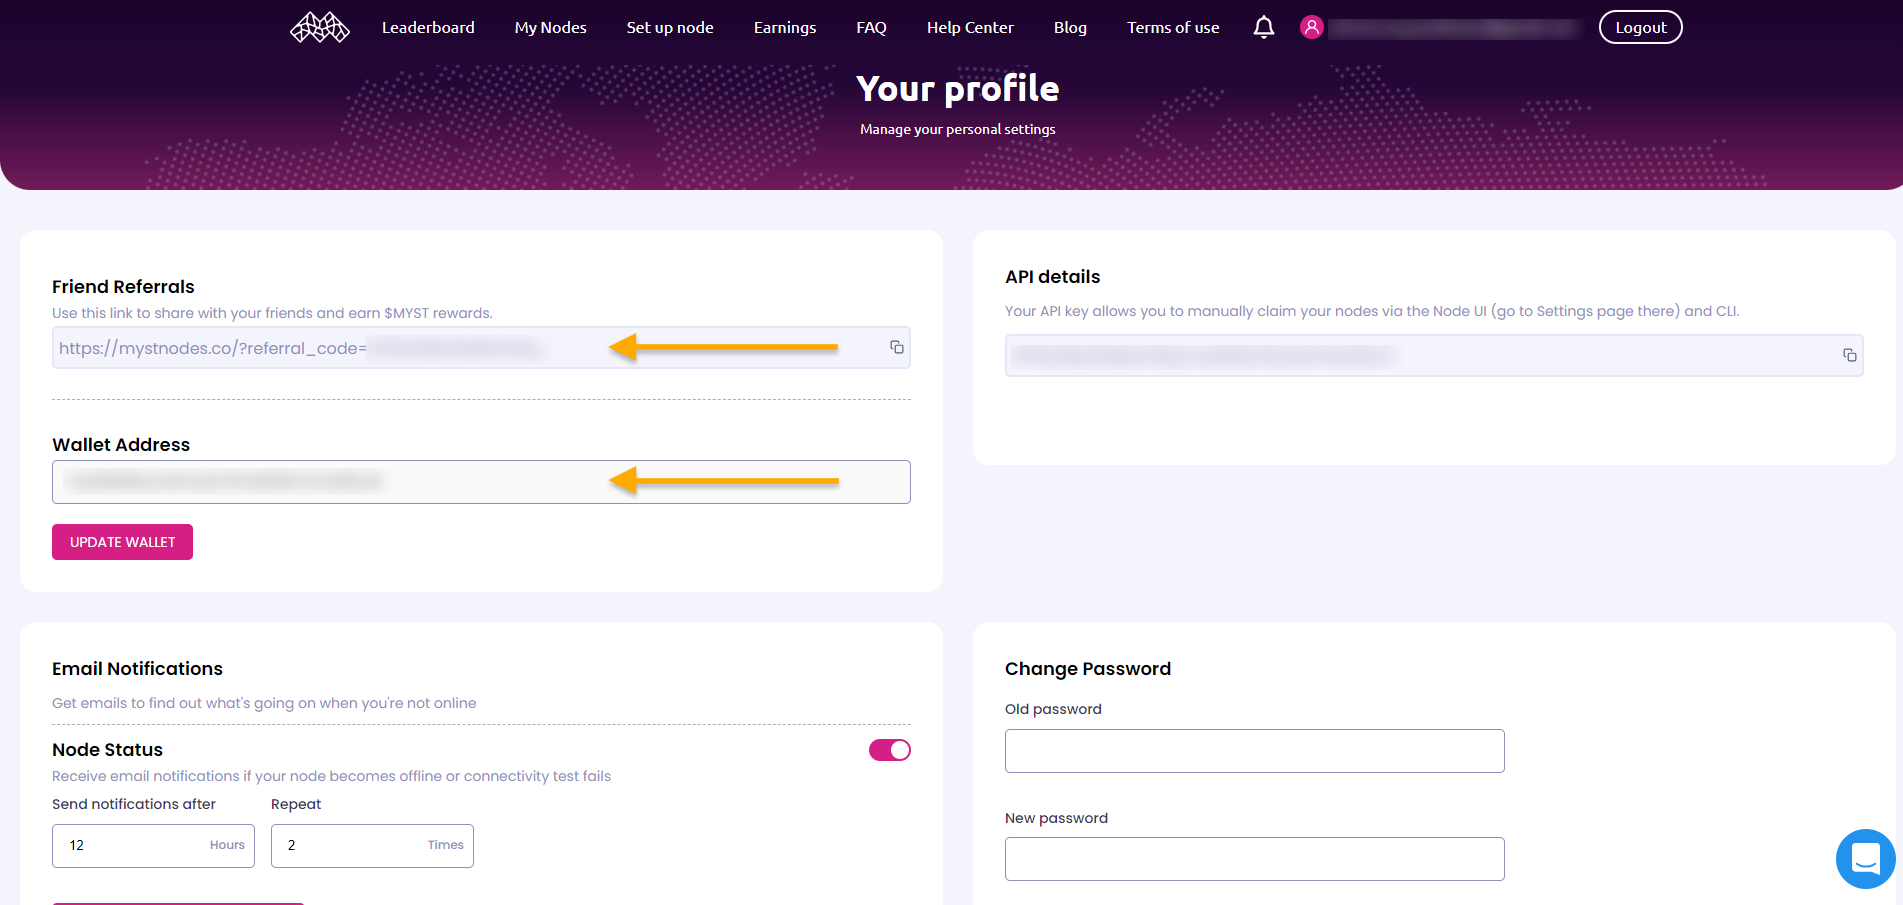 Leaderboard My Nodes Set up node Earnings FAQ Help Center Blog Terms of use Logout
Your profile
Manage your personal settings
Friend Referrals
Use this link to share with your friends and earn $MYST rewards.
https://mystnodes.co/?referral_code=
Wallet Address
UPDATE WALLET
API details
Your API key allows you to manually claim your nodes via the Node UI (go to Settings page there) and CLI.
Email Notifications
Get emails to find out what's going on when you're not online
Node Status
Receive email notifications if your node becomes offline or connectivity test fails
Send notifications after Repeat
12 Hours 2 Times
Change Password
Old password
New password